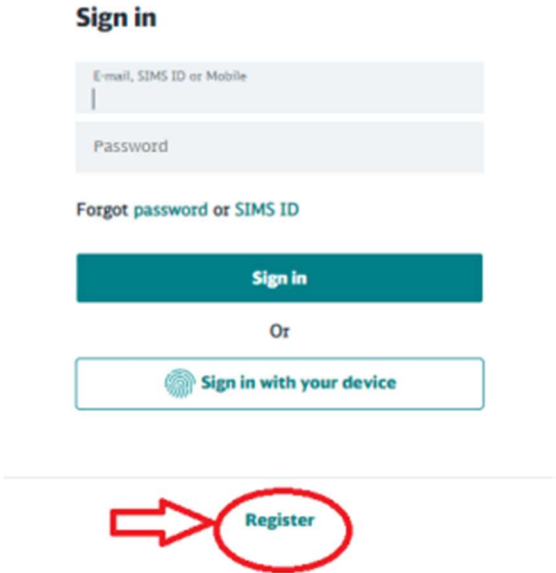 Sign in
E-mail, SIMS ID or Mobile
Password
Forgot password or SIMS ID
Sign in
Or
Sign in with your device
Register